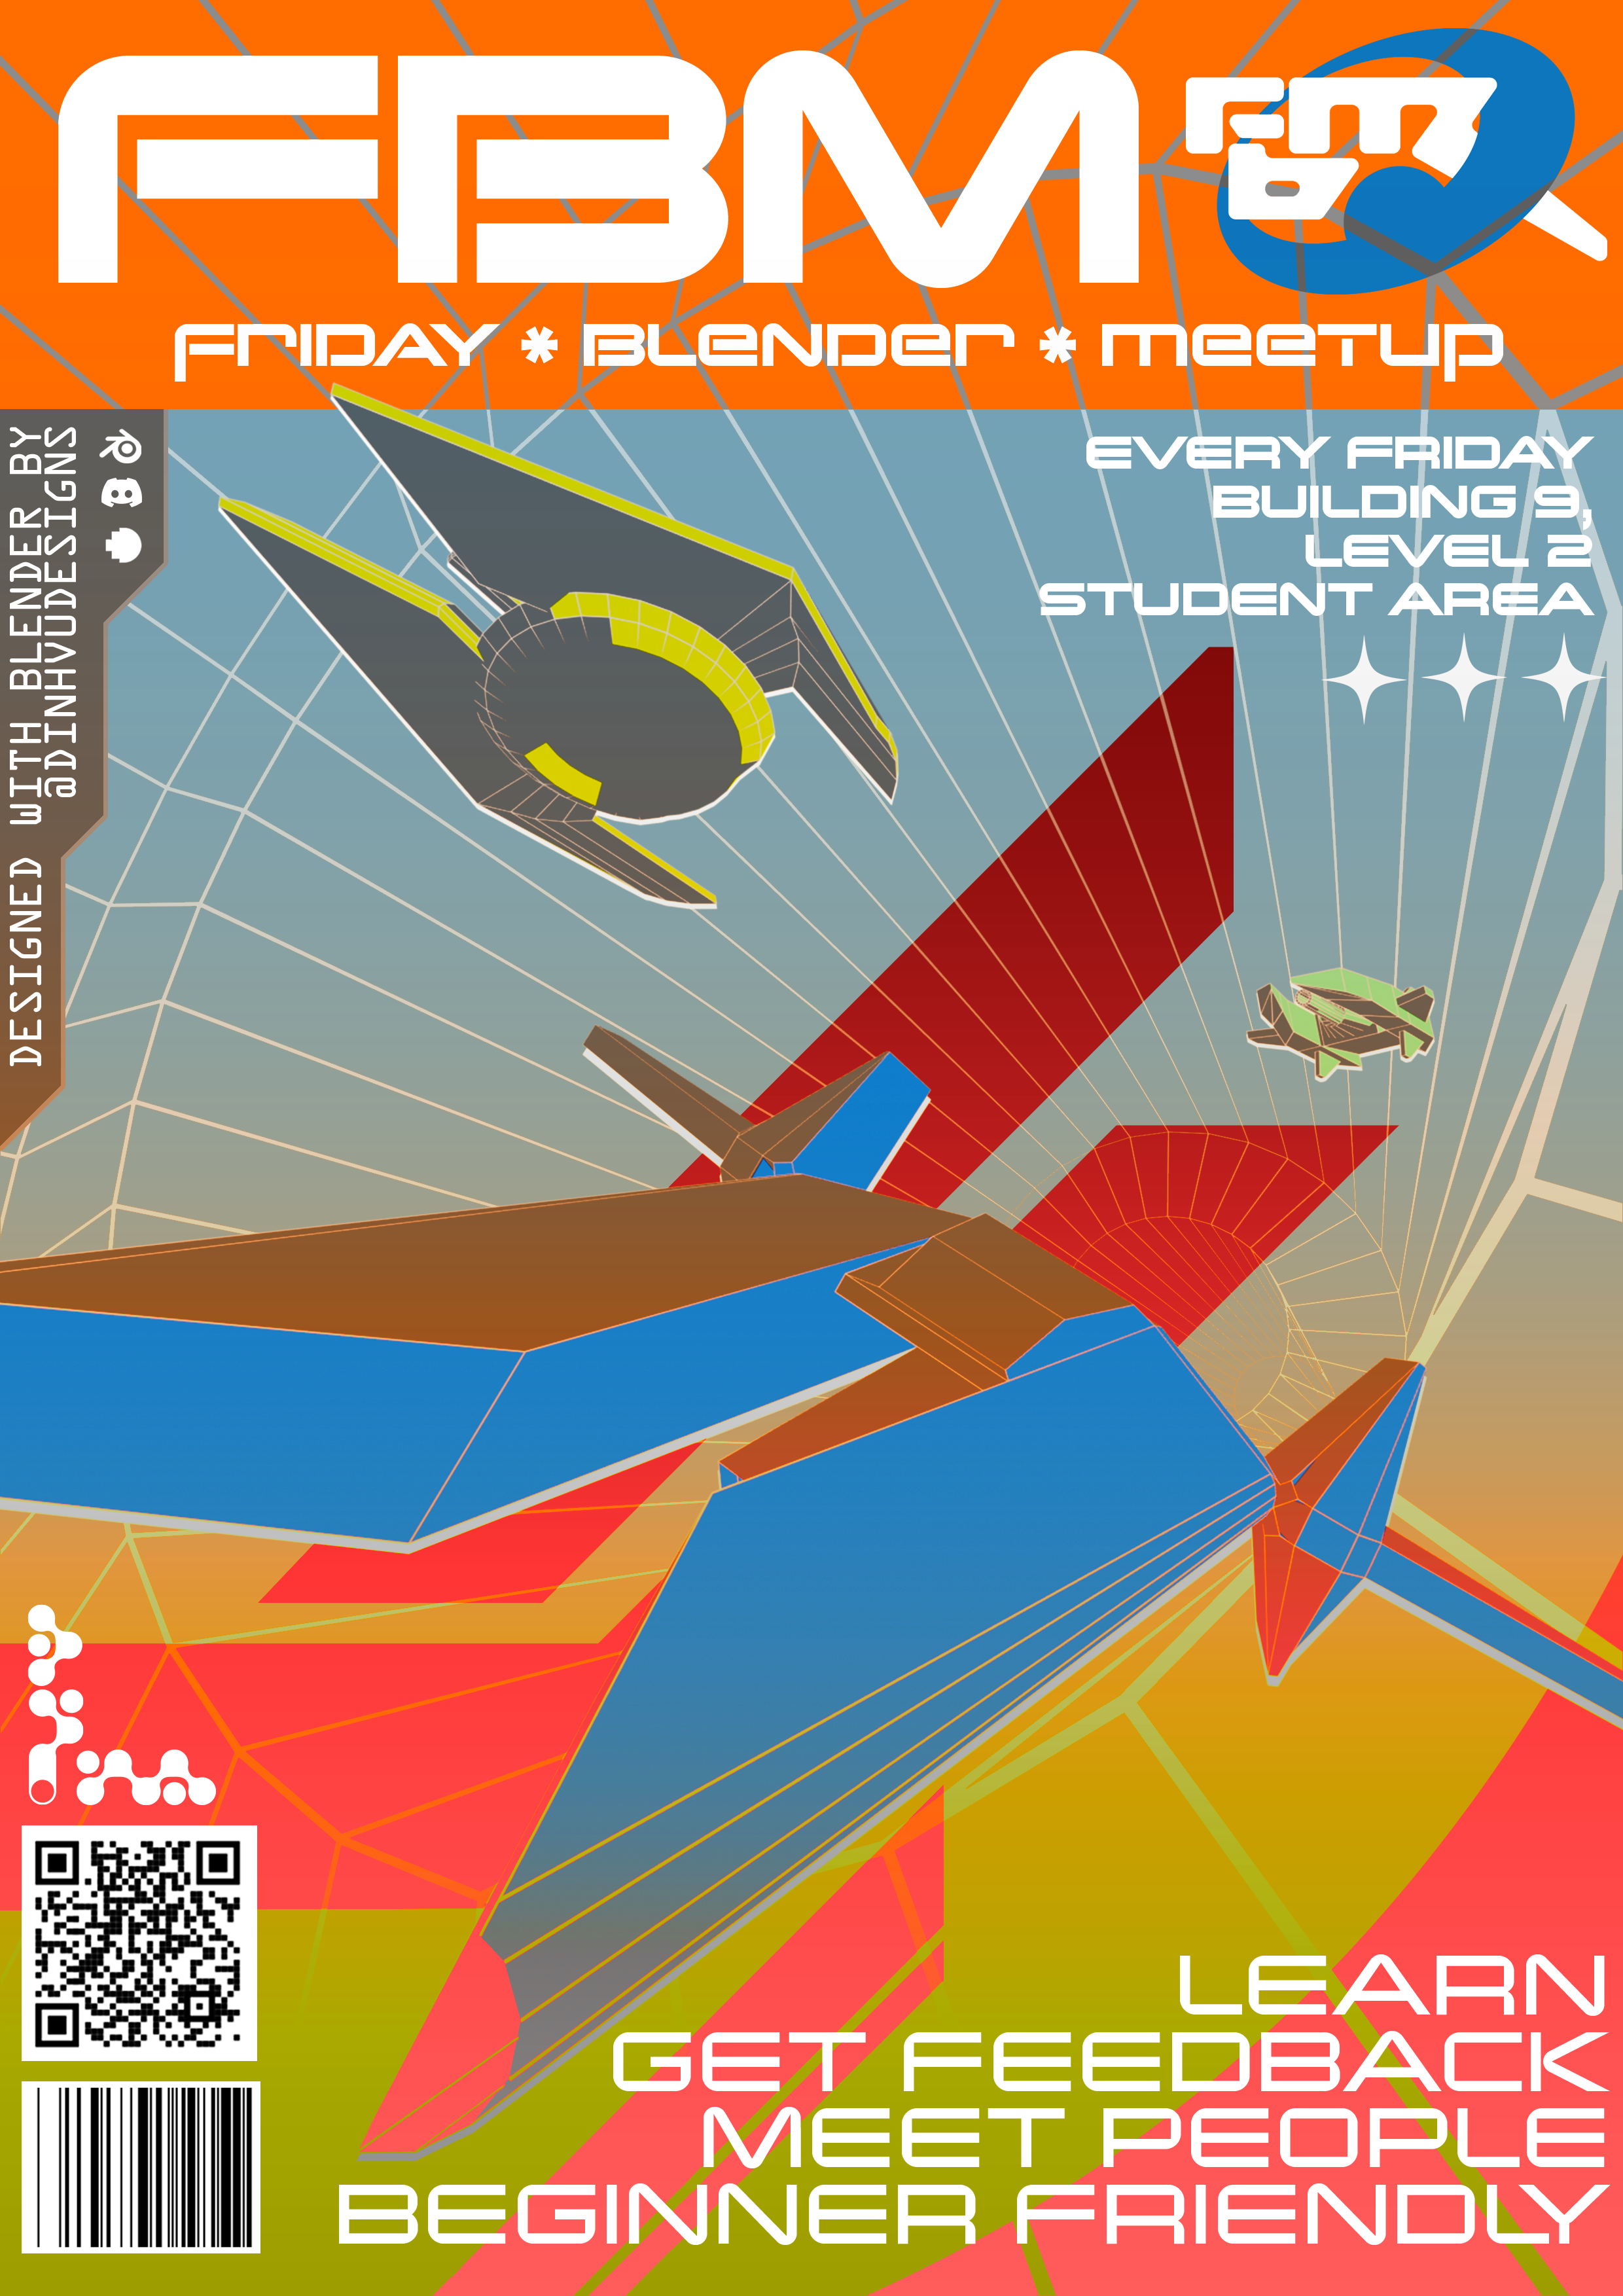 FBM
FRIDAY * BLENDER * MEETUP
DESIGNED WITH BLENDER BY
@DINHVUDESIGNS
EVERY FRIDAY
BUILDING 9,
LEVEL 2
STUDENT AREA
LEARN
GET FEEDBACK
MEET PEOPLE
BEGINNER FRIENDLY